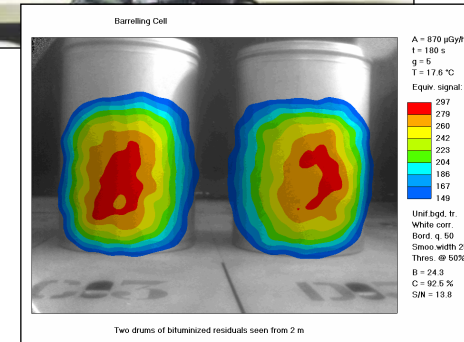 Barrelling Cell
A = 870 µGy/h
t = 180 s
g = 5
T = 17.6 °C
Equiv. signal:
297
279
260
242
223
204
186
167
149
Unif.bgd. tr.
White corr.
Bord. q. 50
Smoo.width
Thres. @ 50%
B = 24.3
C = 92.5 %
S/N = 13.8
Two drums of bituminized residuals seen from 2 m